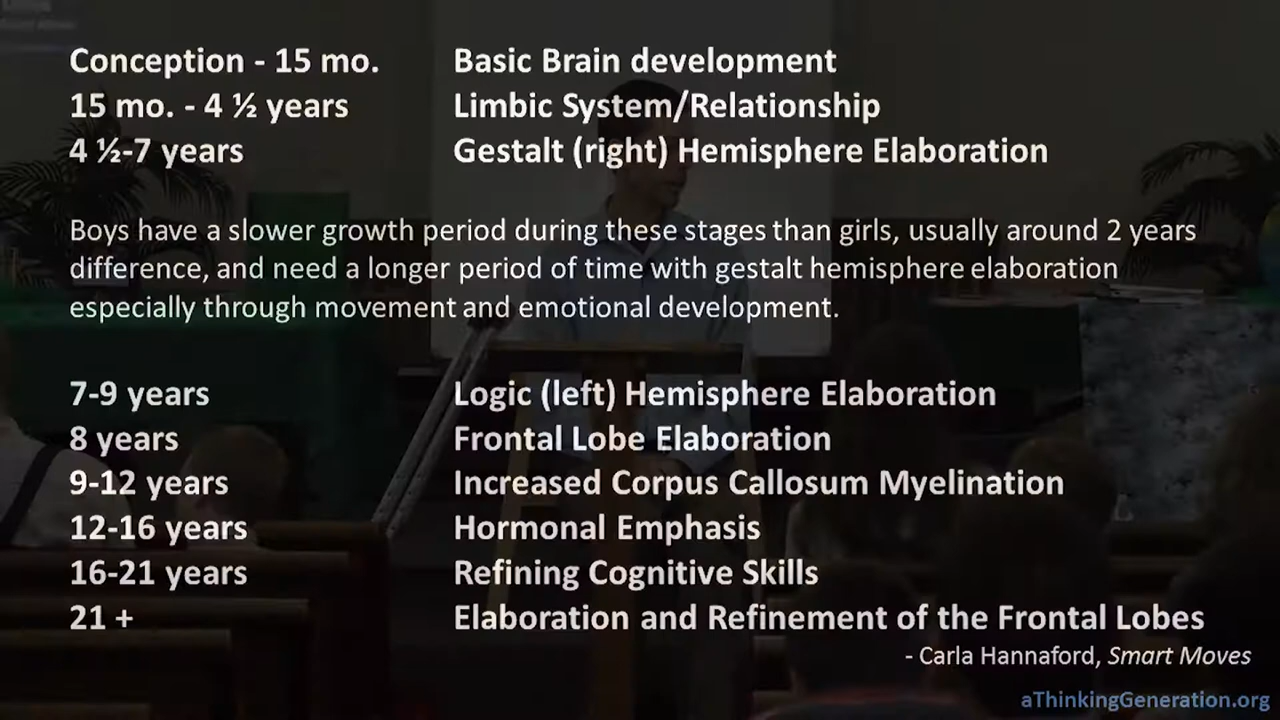 Conception - 15 mo. Basic Brain development
15 mo. - 4 ½ years Limbic System/Relationship
4 ½-7 years Gestalt (right) Hemisphere Elaboration
Boys have a slower growth period during these stages than girls, usually around 2 years
difference, and need a longer period of time with gestalt hemisphere elaboration
especially through movement and emotional development.
7-9 years Logic (left) Hemisphere Elaboration
8 years Frontal Lobe Elaboration
9-12 years Increased Corpus Callosum Myelination
12-16 years Hormonal Emphasis
16-21 years Refining Cognitive Skills
21 + Elaboration and Refinement of the Frontal Lobes
- Carla Hannaford, Smart Moves
aThinkingGeneration.org